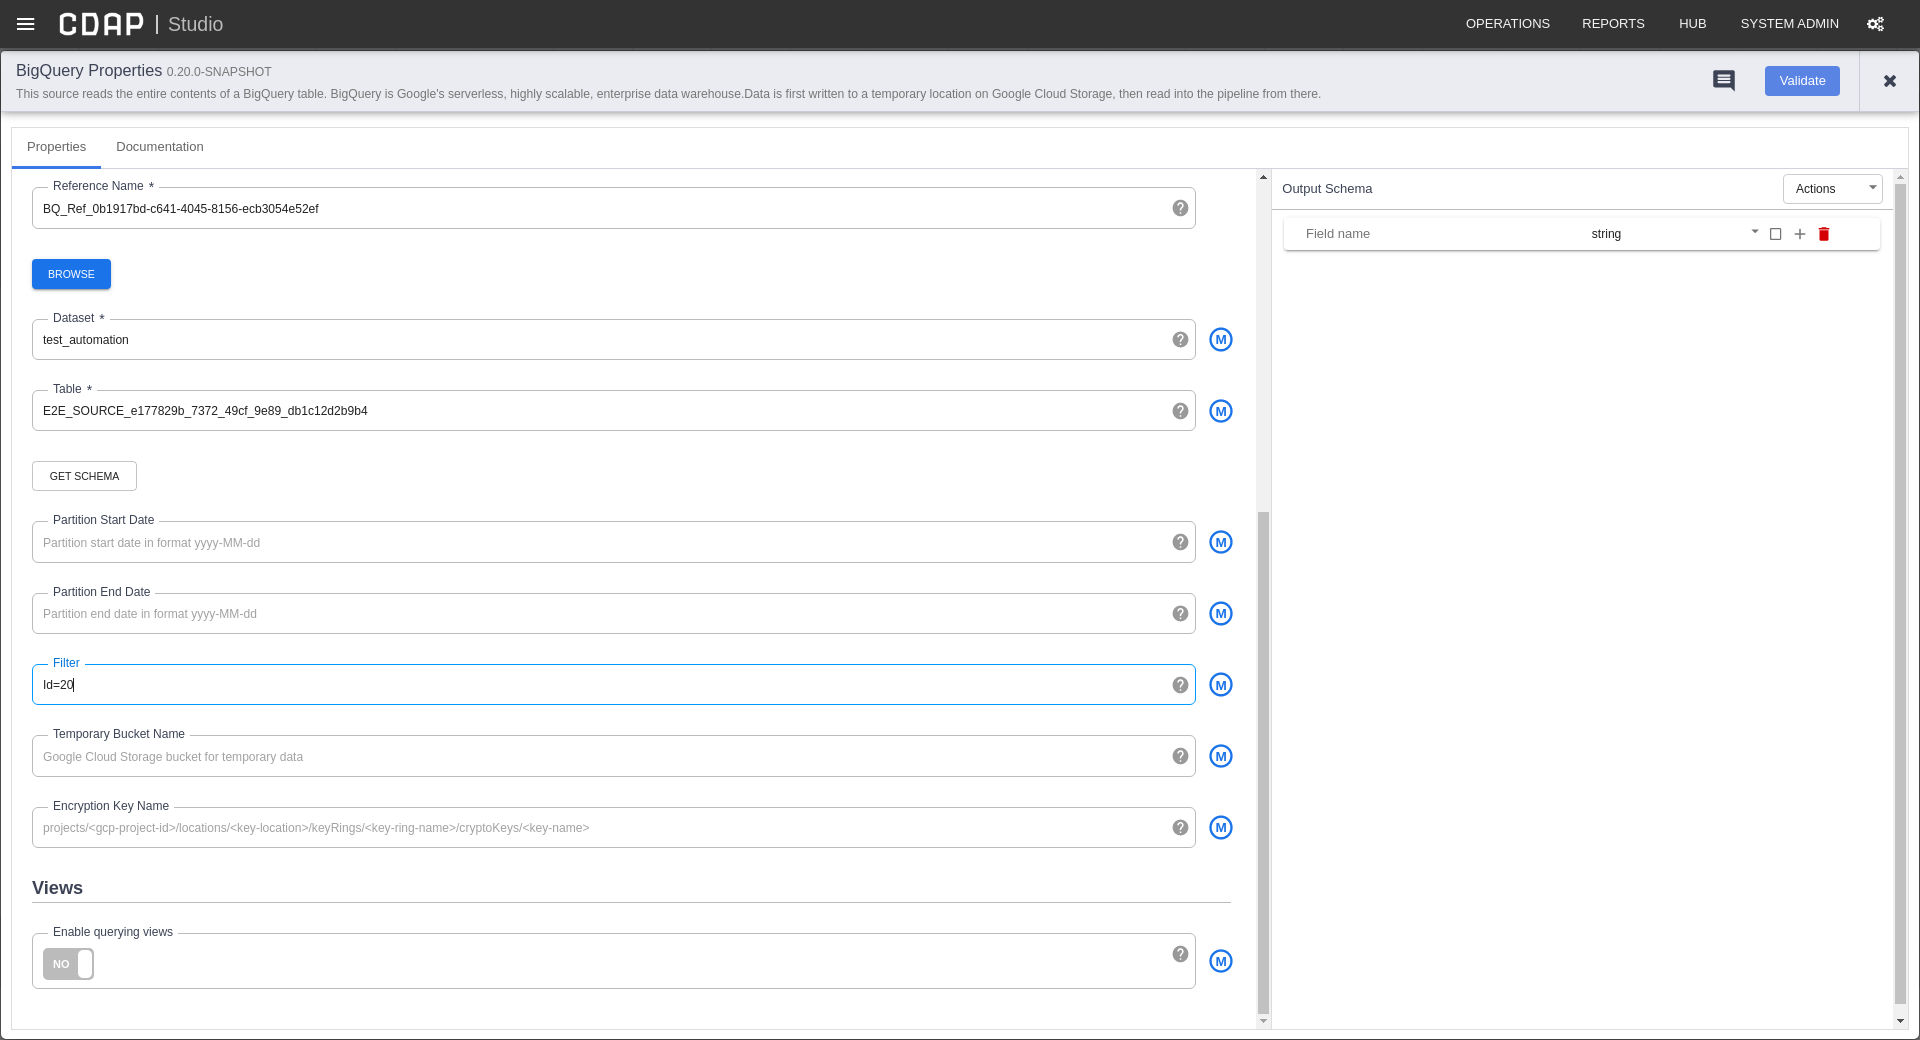 CDAP | Studio
OPERATIONS REPORTS HUB SYSTEM ADMIN
BigQuery Properties 0.20.0-SNAPSHOT
This source reads the entire contents of a BigQuery table. BigQuery is Google's serverless, highly scalable, enterprise data warehouse.Data is first written to a temporary location on Google Cloud Storage, then read into the pipeline from there.
Validate
Properties Documentation
Reference Name *
BQ_Ref_0b1917bd-c641-4045-8156-ecb3054e52ef
BROWSE
Dataset *
test_automation
M
Table *
E2E_SOURCE_e177829b_7372_49cf_9e89_db1c12d2b9b4
M
GET SCHEMA
Partition Start Date
Partition start date in format yyyy-MM-dd
M
Partition End Date
Partition end date in format yyyy-MM-dd
M
Filter
Id=20
M
Temporary Bucket Name
Google Cloud Storage bucket for temporary data
M
Encryption Key Name
projects/<gcp-project-id>/locations/<key-location>/keyRings/<key-ring-name>/cryptoKeys/<key-name>
M
Views
Enable querying views
NO
M
Output Schema
Actions
Field name string